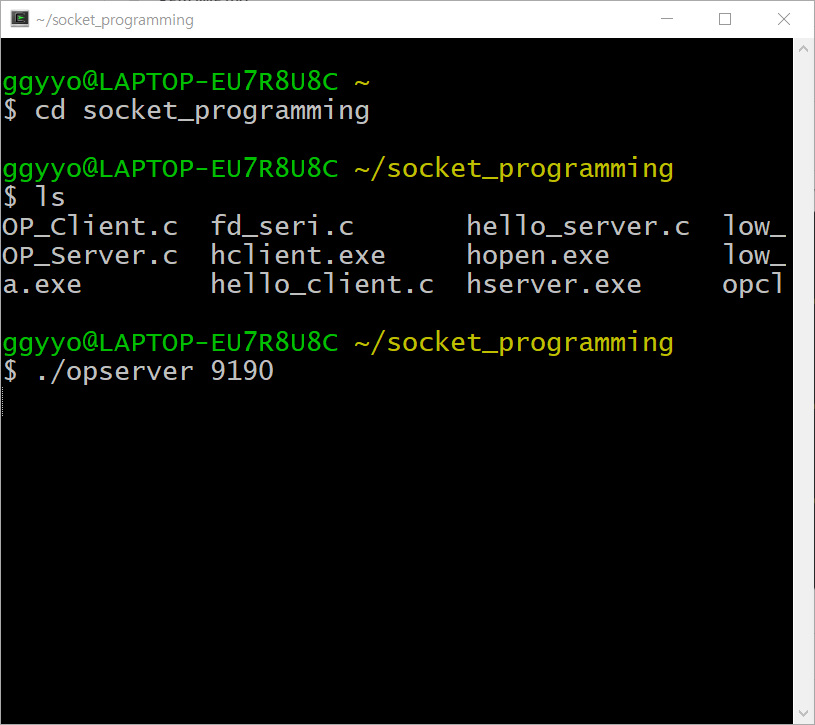 ~/socket_programming
ggyyo@LAPTOP-EU7R8U8C ~
$ cd socket_programming
ggyyo@LAPTOP-EU7R8U8C ~/socket_programming
$ ls
OP_Client.c fd_seri.c hello_server.c low_
OP_Server.c hclient.exe hopen.exe low_
a.exe hello_client.c hserver.exe opcl
ggyyo@LAPTOP-EU7R8U8C ~/socket_programming
$ ./opserver 9190